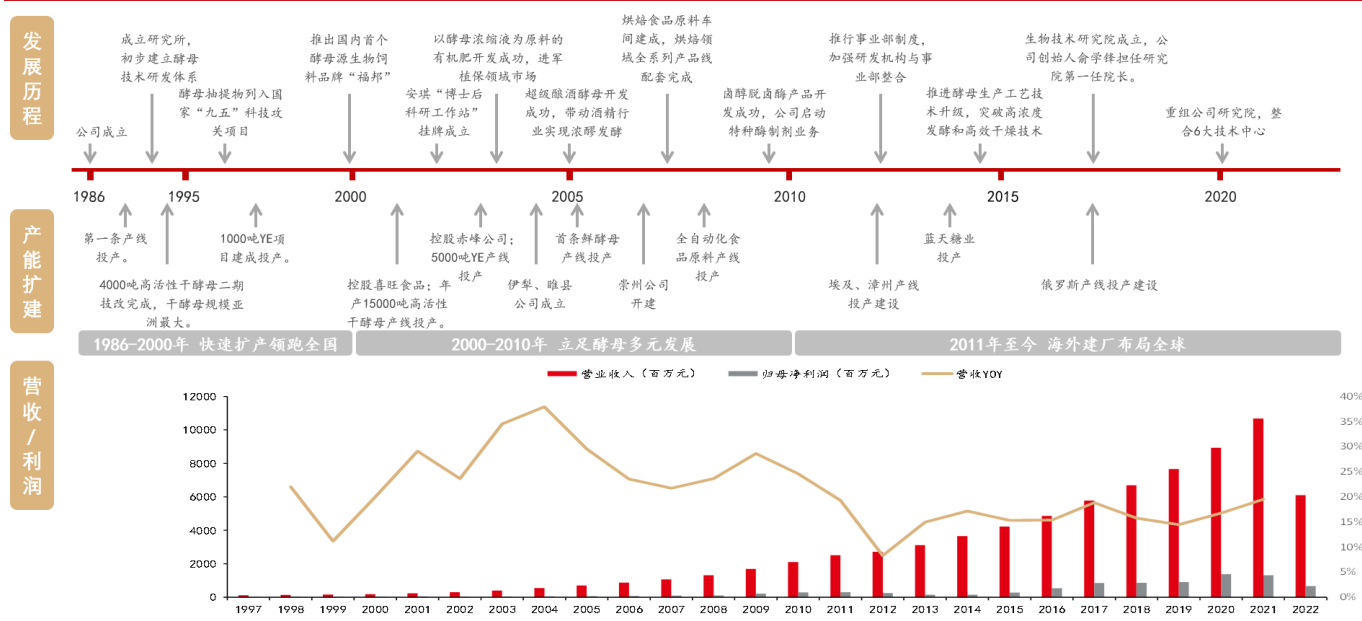 发展历程
成立研究所，
初步建立酵母
技术研发体系
推出国内首个
酵母源生物饲
料品牌“福邦”
以酵母浓缩液为原料的
有机肥开发成功，进军
植保领域市场
烘焙食品原料车
间建成，烘焙领
域全系列产品线
配套完成
推行事业部制度，
加强研发机构与事
业部整合
生物技术研究院成立，公
司创始人俞学锋担任研究
院第一任院长。
公司成立
酵母抽提物列入国
家“九五”科技攻
关项目
安琪“博士后
科研工作站”
挂牌成立
超级酿酒酵母开发
成功，带动酒精行
业实现浓醪发酵
卤醇脱卤酶产品开
发成功，公司启动
特种酶制剂业务
推进酵母生产工艺技
术升级，突破高浓度
发酵和高效干燥技术
重组公司研究院，整
合6大技术中心
1986 1995 2000 2005 2010 2015 2020
产能扩建
第一条产线
投产。
1000吨YE项
目建成投产。
控股赤峰公司；
5000吨YE产线
投产
首条鲜酵母
产线投产
全自动化食
品原料产线
投产
蓝天糖业
投产
4000吨高活性干酵母二期
技改完成，干酵母规模亚
洲最大。
控股喜旺食品；年
产15000吨高活性
干酵母产线投产。
伊犁、睢县
公司成立
崇州公司
开建
埃及、漳州产线
投产建设
俄罗斯产线投产建设
1986-2000年 快速扩产领跑全国
2000-2010年 立足酵母多元发展
2011年至今 海外建厂布局全球
营收/利润
营业收入（百万元） 归母净利润（百万元） 营收YOY
12000
10000
8000
6000
4000
2000
0
40%
35%
30%
25%
20%
15%
10%
5%
0%
1997 1998 1999 2000 2001 2002 2003 2004 2005 2006 2007 2008 2009 2010 2011 2012 2013 2014 2015 2016 2017 2018 2019 2020 2021 2022